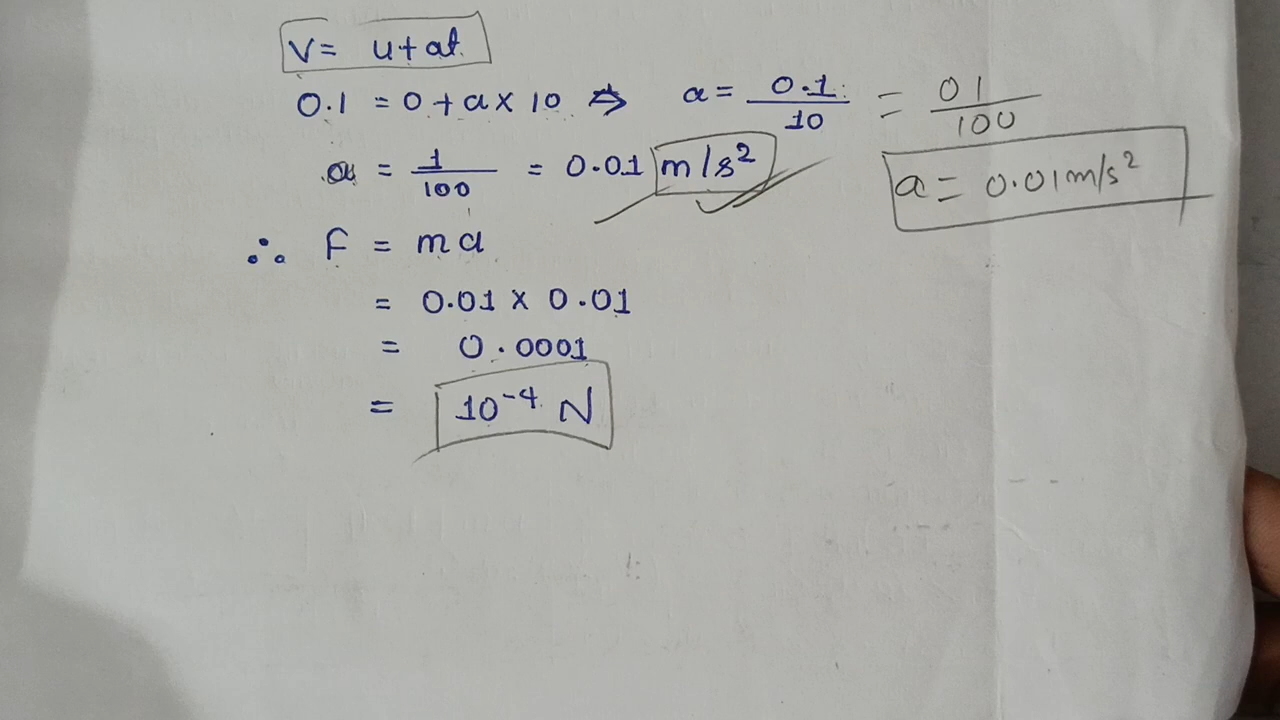 V = u + at
0.1 = 0 + a × 10 ⇒ a = 0.1/10 = 01/100
a = 1/100 = 0.01 m/s²
a = 0.01 m/s²
∴ F = ma
= 0.01 × 0.01
= 0.0001
= 10⁻⁴ N